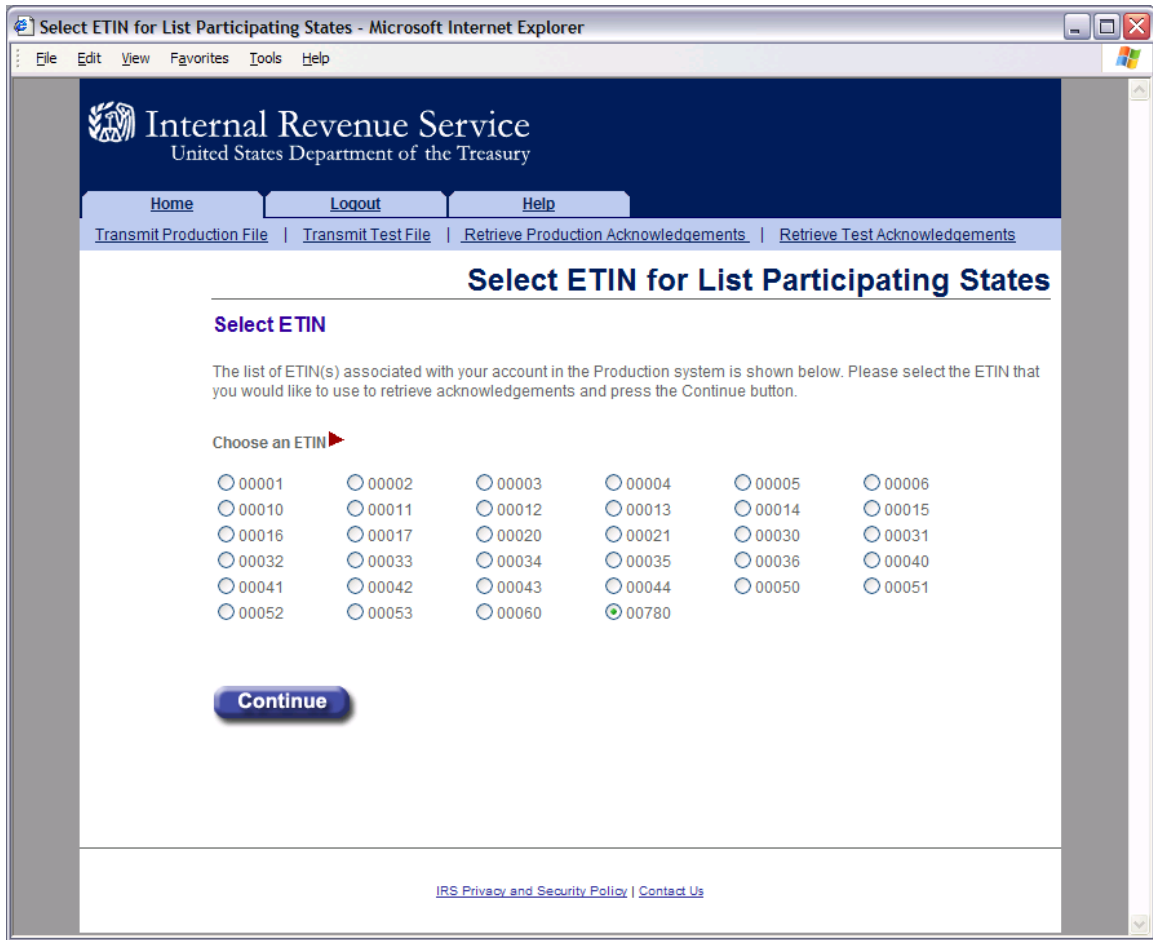 Select ETIN for List Participating States - Microsoft Internet Explorer
File Edit View Favorites Tools Help
Internal Revenue Service
United States Department of the Treasury
Home Logout Help
Transmit Production File | Transmit Test File | Retrieve Production Acknowledgements | Retrieve Test Acknowledgements
Select ETIN for List Participating States
Select ETIN
The list of ETIN(s) associated with your account in the Production system is shown below. Please select the ETIN that
you would like to use to retrieve acknowledgements and press the Continue button.
Choose an ETIN
00001 00002 00003 00004 00005 00006
00010 00011 00012 00013 00014 00015
00016 00017 00020 00021 00030 00031
00032 00033 00034 00035 00036 00040
00041 00042 00043 00044 00050 00051
00052 00053 00060 00780
Continue
IRS Privacy and Security Policy | Contact Us